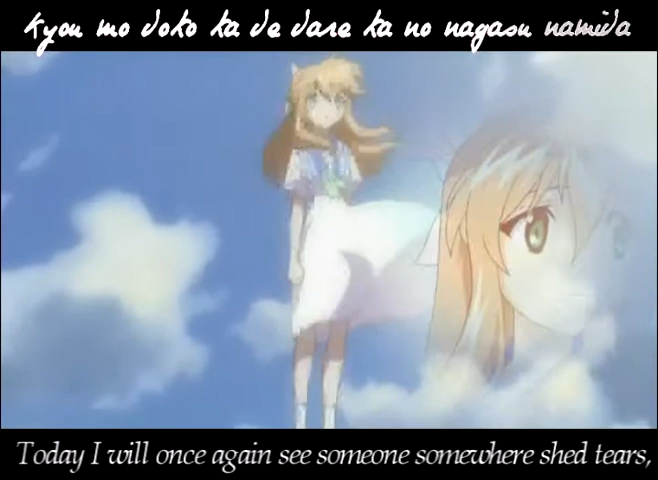 Kyou mo doko ka de dare ka no nagasu namida
Today I will once again see someone somewhere shed tears,